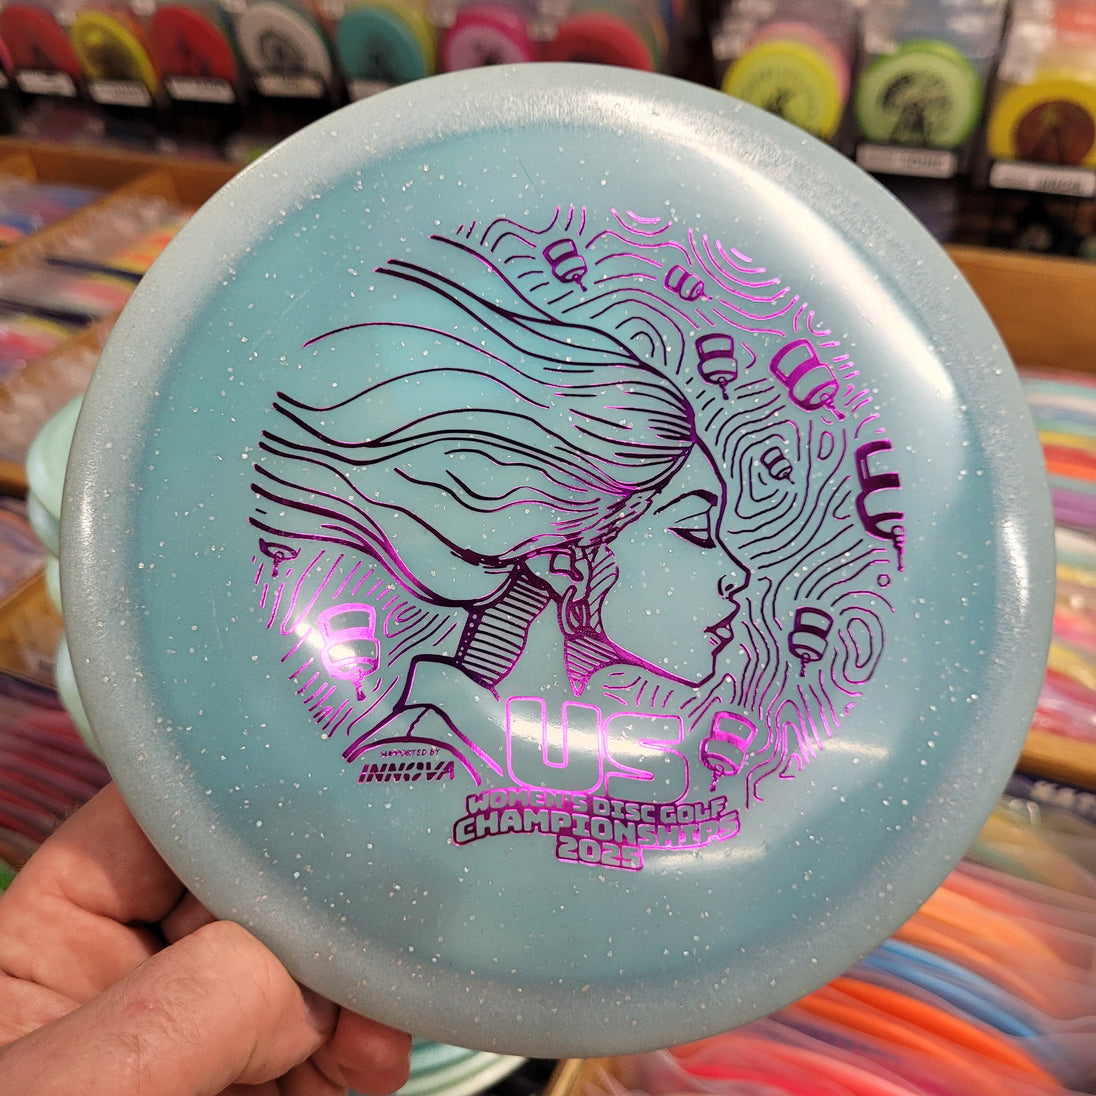 SUPPORTED BY
INNOVA
US
WOMEN'S DISC GOLF
CHAMPIONSHIPS
2025